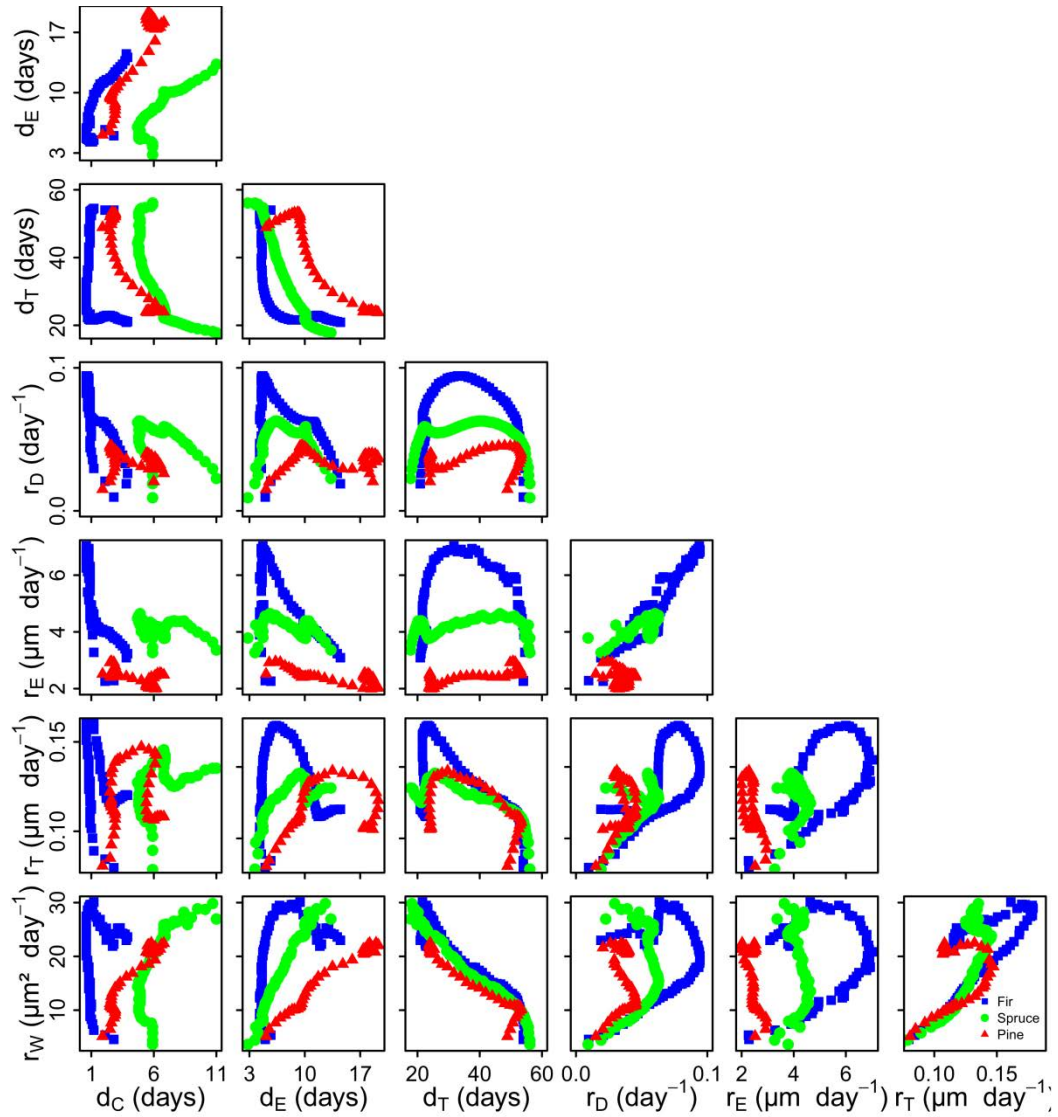 17
10
3
d_E (days)
1 6 11
60
40
20
d_T (days)
0.1
0.0
r_D (day⁻¹)
6
4
2
r_E (µm day⁻¹)
0.15
0.10
r_T (µm day⁻¹)
30
20
10
r_W (µm² day⁻¹)
Fir
Spruce
Pine
1 6 11 3 10 17 20 40 60 0.0 0.1 2 4 6 0.10 0.15
d_C (days) d_E (days) d_T (days) r_D (day⁻¹) r_E (µm day⁻¹) r_T (µm day⁻¹)